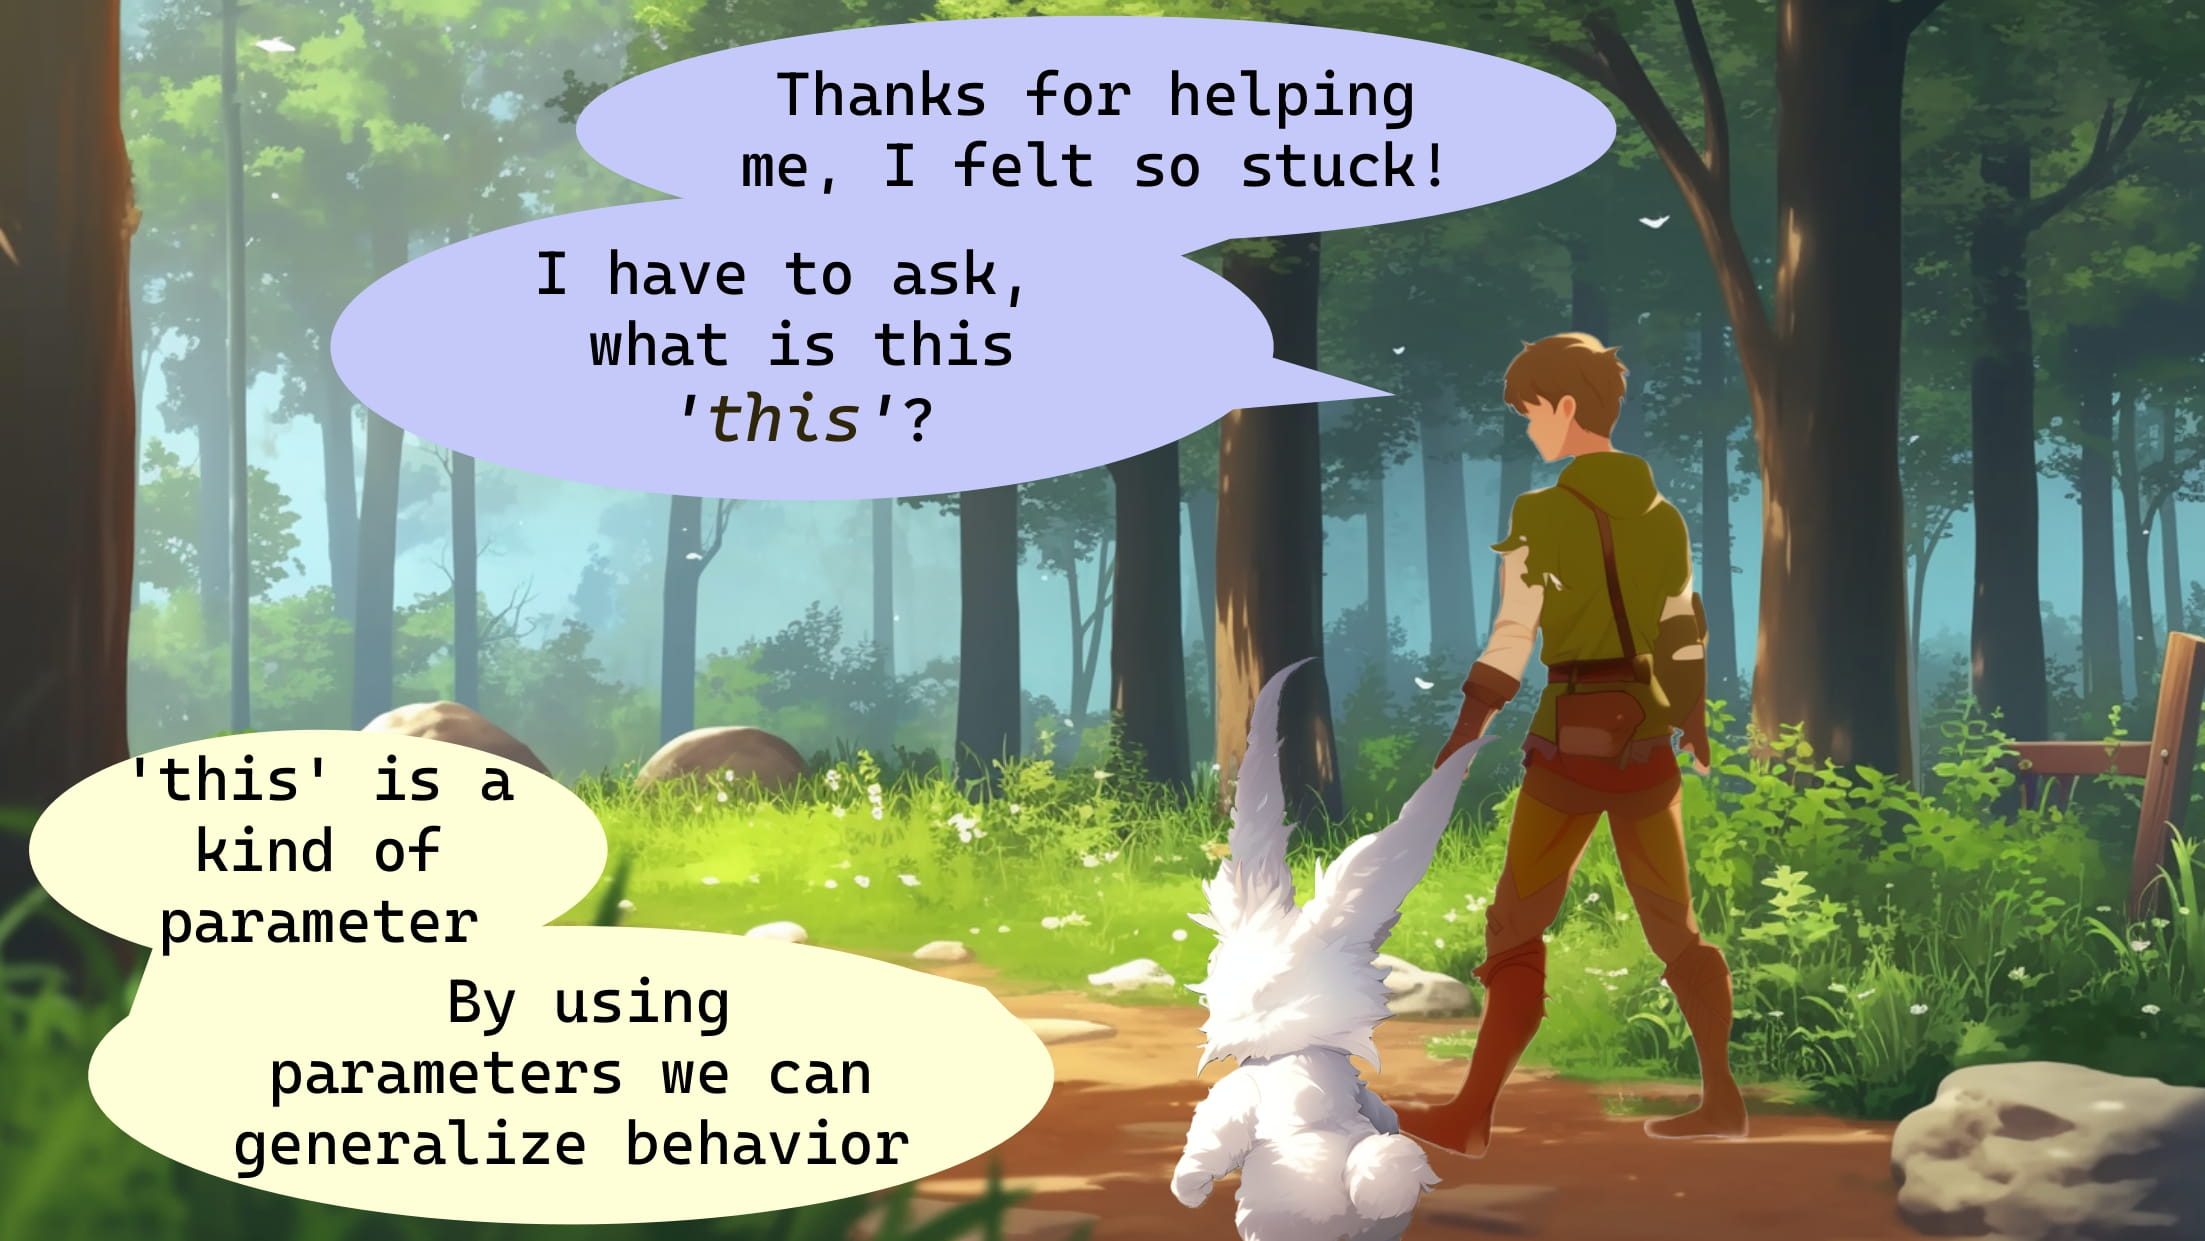 Thanks for helping
me, I felt so stuck!
I have to ask,
what is this
'this'?
'this' is a
kind of
parameter
By using
parameters we can
generalize behavior